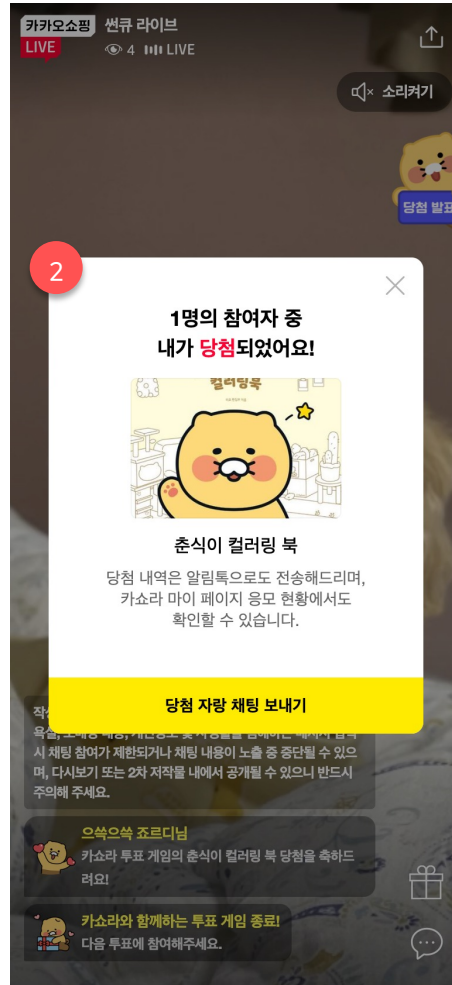 카카오쇼핑
LIVE
썬큐 라이브
4 LIVE
소리켜기
당첨 발표
2
1명의 참여자 중
내가 당첨되었어요!
컬러링북
춘식이 컬러링 북
당첨 내역은 알림톡으로도 전송해드리며,
카쇼라 마이 페이지 응모 현황에서도
확인할 수 있습니다.
당첨 자랑 채팅 보내기
시 채팅 참여가 제한되거나 채팅 내용이 노출 중 중단될 수 있으
며, 다시보기 또는 2차 저작물 내에서 공개될 수 있으니 반드시
주의해 주세요.
으쓱으쓱 죠르디님
카쇼라 투표 게임의 춘식이 컬러링 북 당첨을 축하드
려요!
카쇼라와 함께하는 투표 게임 종료!
다음 투표에 참여해주세요.